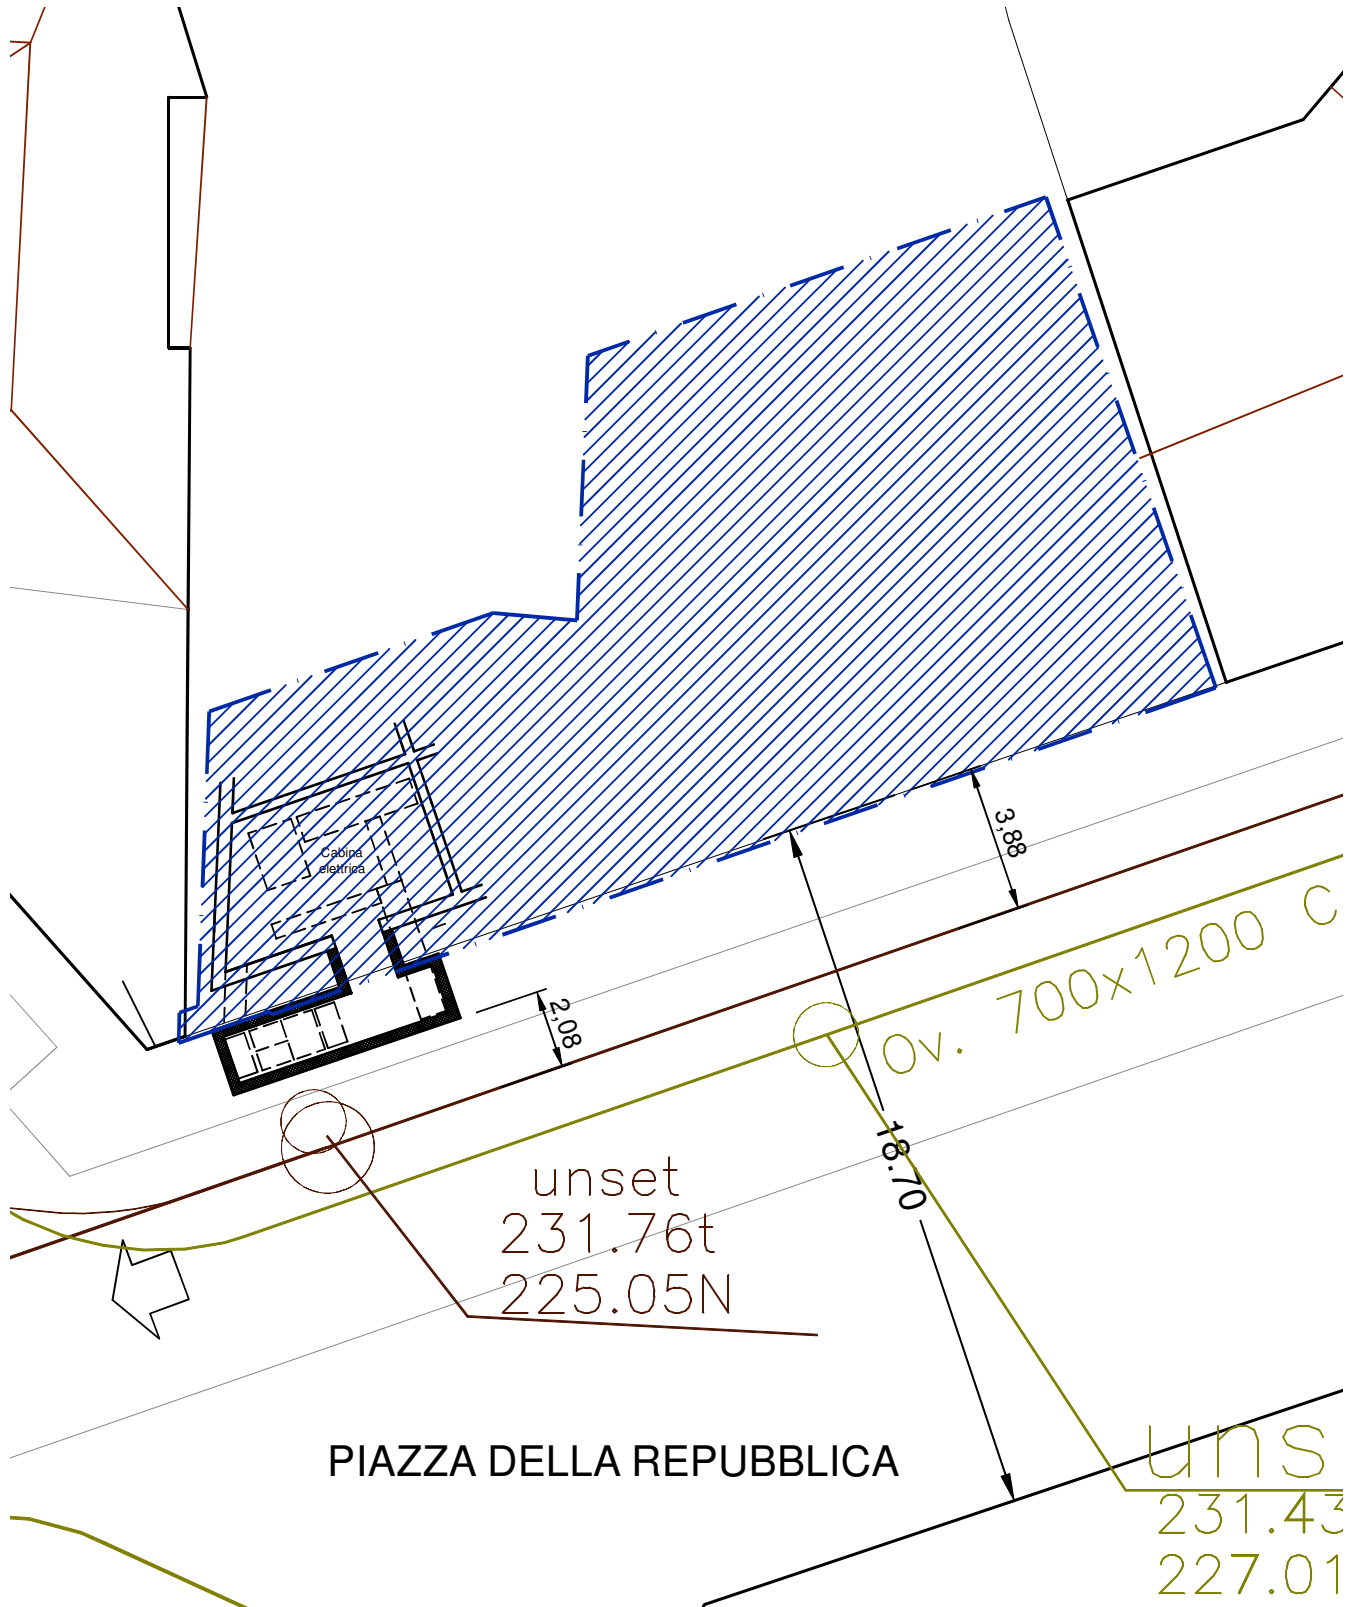 Cabina
elettrica
3,88
2,08
Ov. 700x1200 C
18.70
unset
231.76t
225.05N
PIAZZA DELLA REPUBBLICA
uns
231.43
227.01